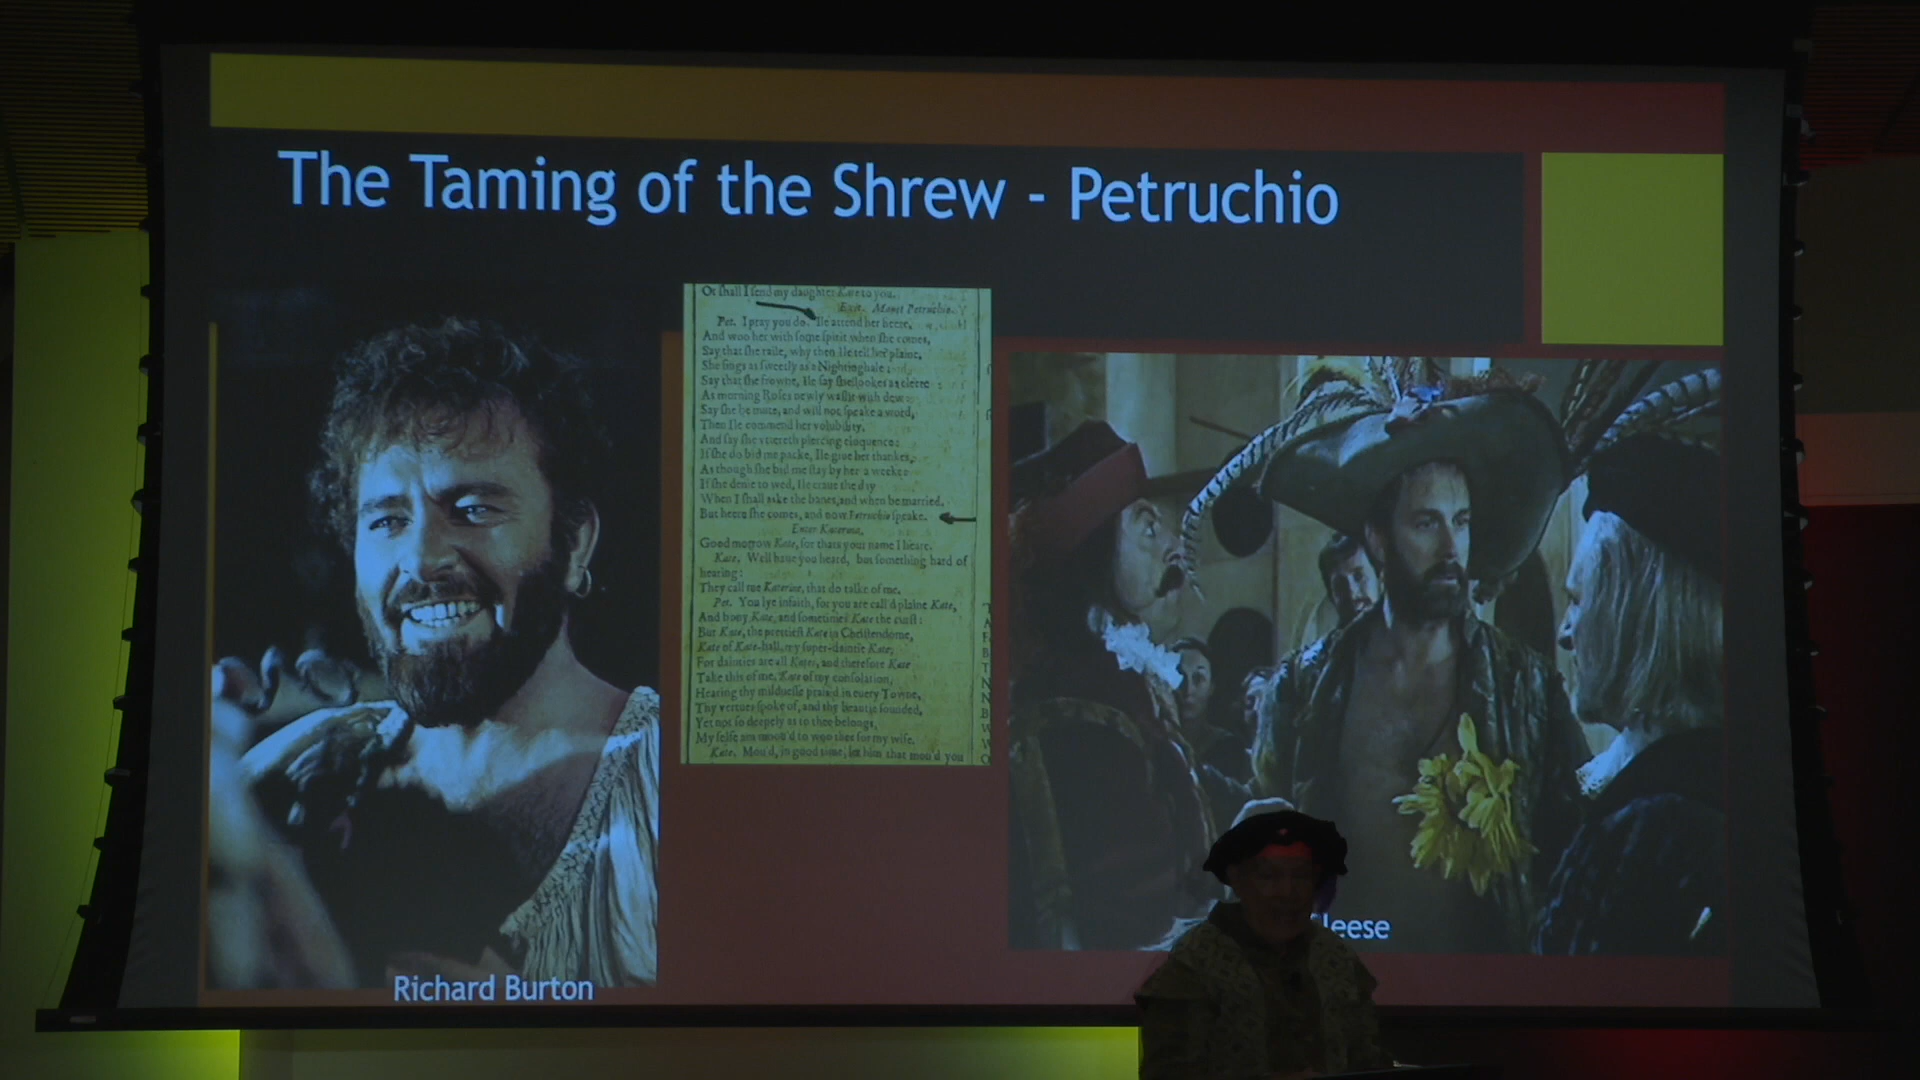 The Taming of the Shrew - Petruchio
Or shall I send my daughter Kate to you.
Exit. Manet Petruchio.
Pet. I pray you do. Ile attend her heere,
And woo her with some spirit when she comes,
Say that she raile, why then Ile tell her plaine,
She sings as sweetly as a Nightinghale:
Say that she frowne, Ile say she lookes as cleere
As morning Roses newly washt with dew:
Say she be mute, and will not speake a word,
Then Ile commend her volubility,
And say she vttereth piercing eloquence:
If she do bid me packe, Ile giue her thankes,
As though she bid me stay by her a weeke:
If she denie to wed, Ile craue the day
When I shall aske the banes, and when be married.
But heere she comes, and now Petruchio speake.
Enter Katerina.
Good morrow Kate, for thats your name I heare.
Kate. Well haue you heard, but something hard of
hearing:
They call me Katerine, that do talke of me.
Pet. You lye infaith, for you are call'd plaine Kate,
And bony Kate, and sometimes Kate the curst:
But Kate, the prettiest Kate in Christendome,
Kate of Kate-hall, my super-daintie Kate,
For dainties are all Kates, and therefore Kate
Take this of me, Kate of my consolation,
Hearing thy mildnesse prais'd in euery Towne,
Thy vertues spoke of, and thy beautie sounded,
Yet not so deepely as to thee belongs,
My selfe am moou'd to woo thee for my wife.
Kate. Mou'd, in good time, let him that mou'd you
leese
Richard Burton